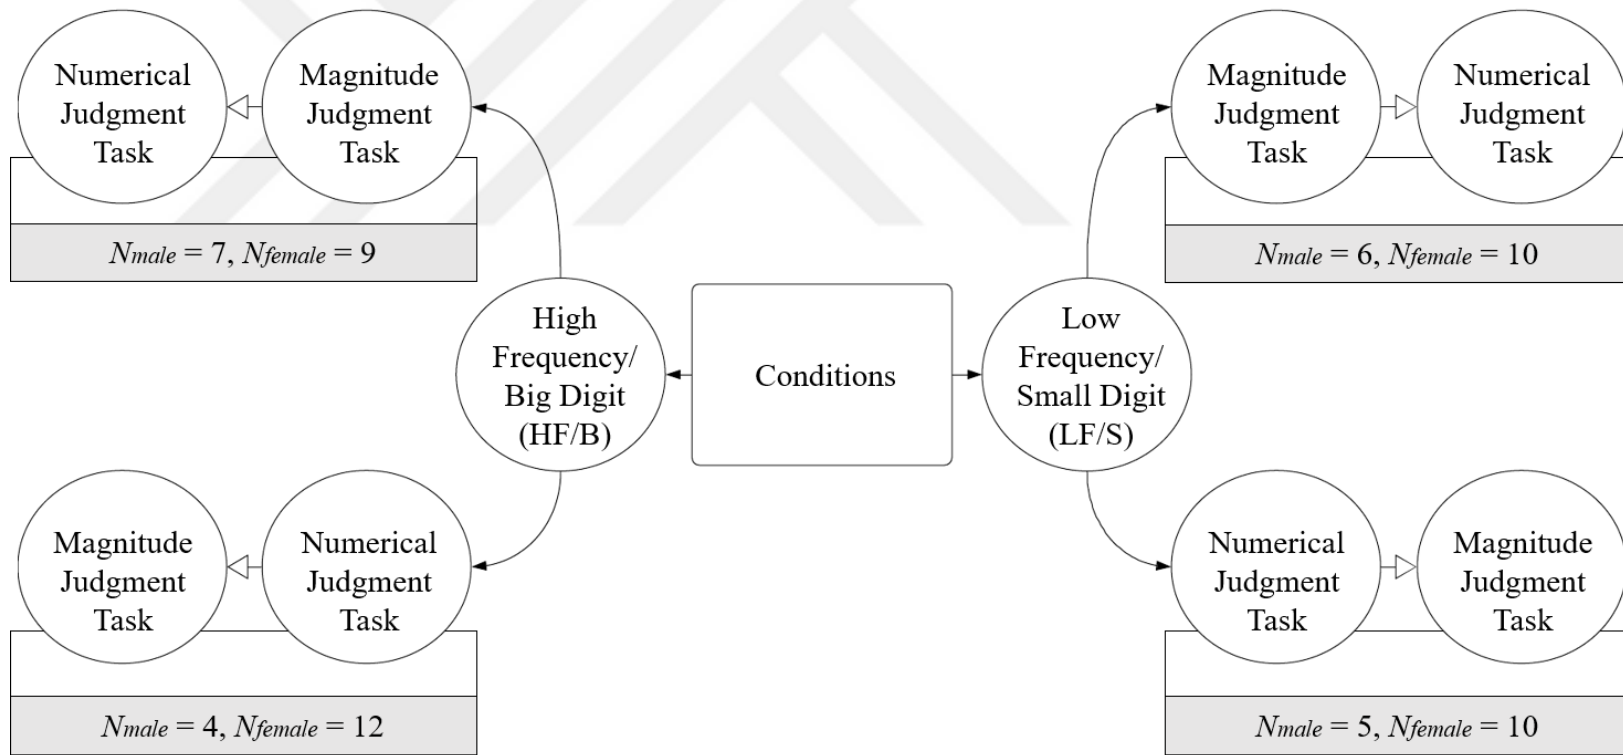 Numerical
Judgment
Task
Magnitude
Judgment
Task
Nmale = 7, Nfemale = 9
Magnitude
Judgment
Task
Numerical
Judgment
Task
Nmale = 6, Nfemale = 10
High
Frequency/
Big Digit
(HF/B)
Conditions
Low
Frequency/
Small Digit
(LF/S)
Magnitude
Judgment
Task
Numerical
Judgment
Task
Nmale = 4, Nfemale = 12
Numerical
Judgment
Task
Magnitude
Judgment
Task
Nmale = 5, Nfemale = 10